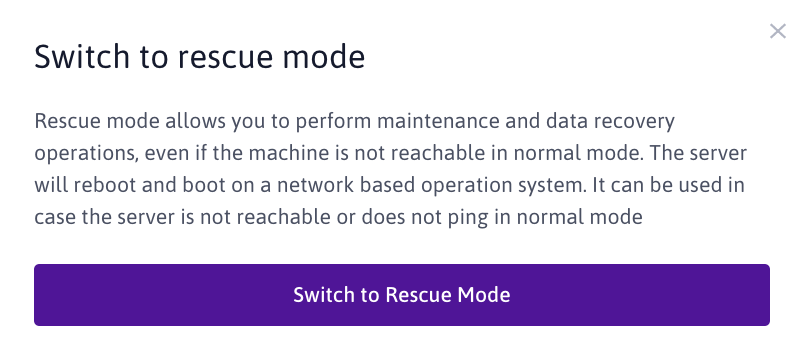 Switch to rescue mode
Rescue mode allows you to perform maintenance and data recovery
operations, even if the machine is not reachable in normal mode. The server
will reboot and boot on a network based operation system. It can be used in
case the server is not reachable or does not ping in normal mode
Switch to Rescue Mode